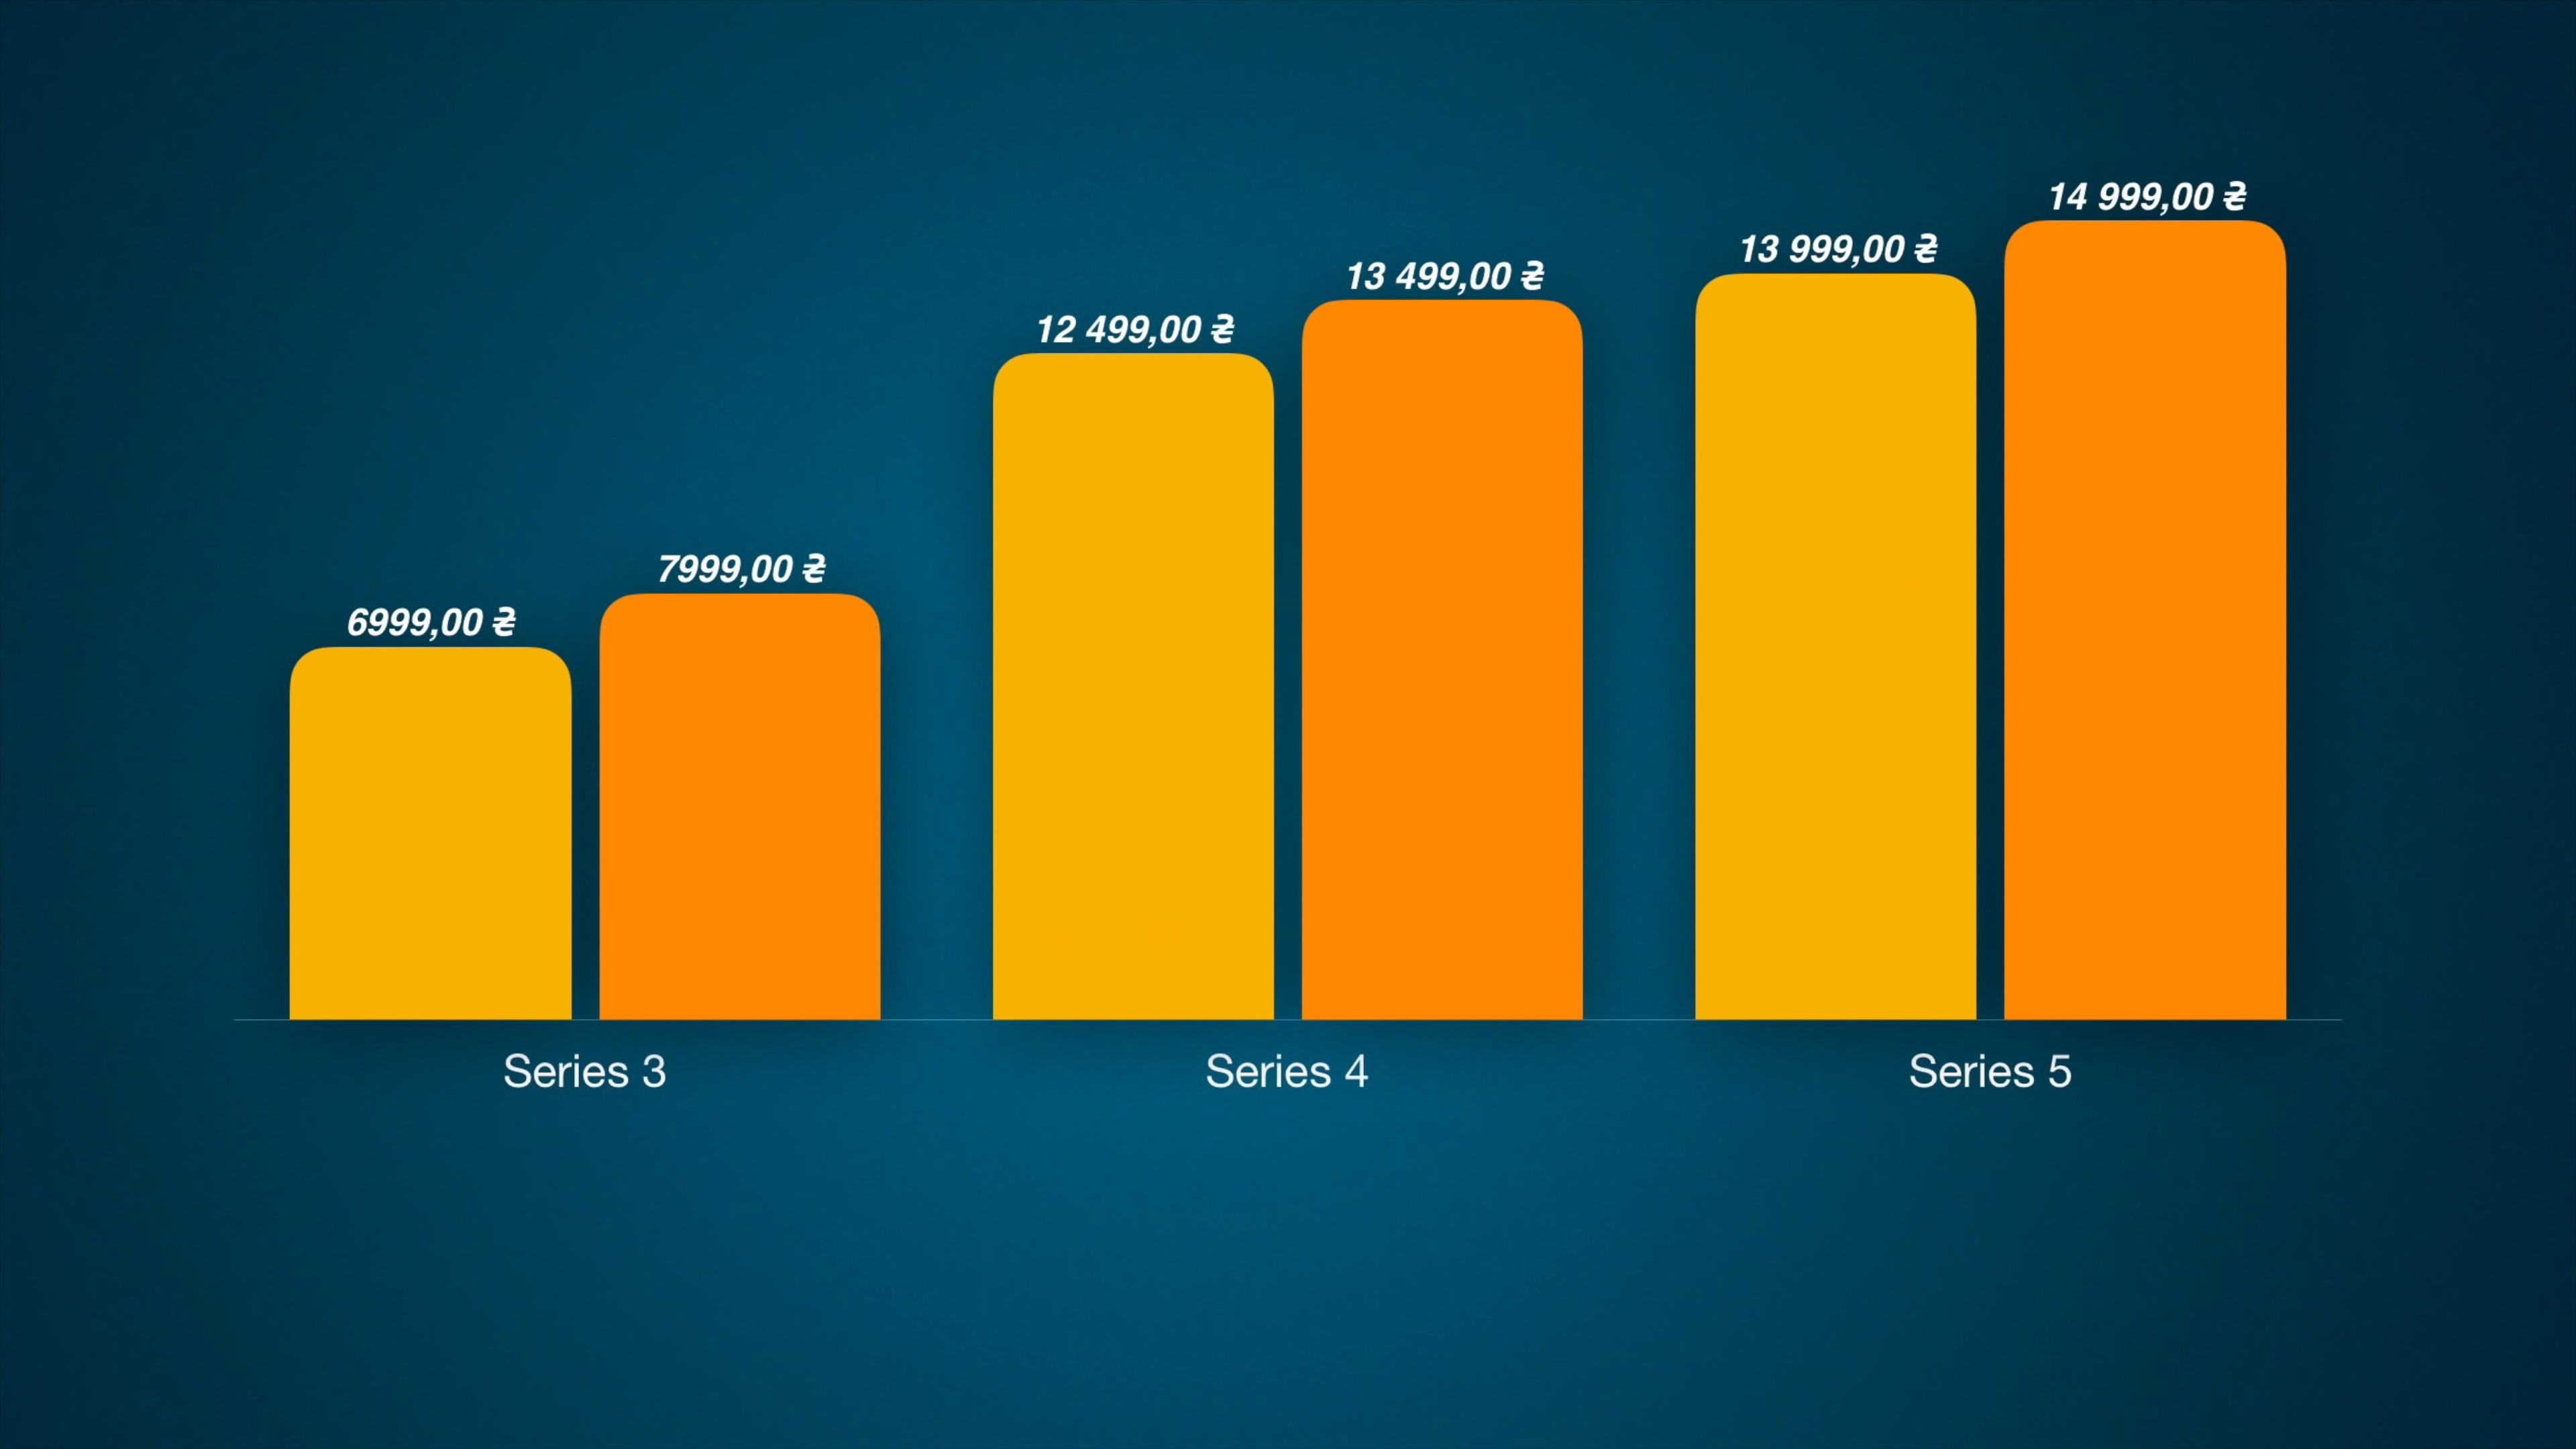 14 999,00 ₴
13 999,00 ₴
13 499,00 ₴
12 499,00 ₴
7999,00 ₴
6999,00 ₴
Series 3
Series 4
Series 5